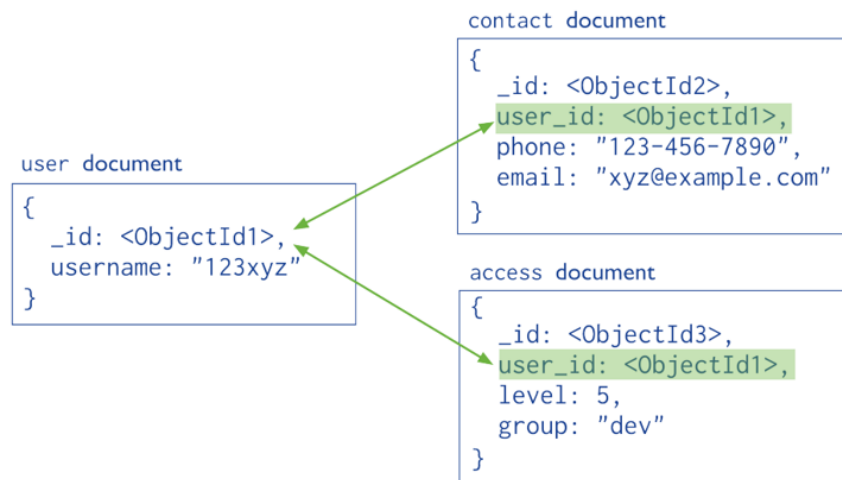 contact document
{
_id: <ObjectId2>,
user_id: <ObjectId1>,
phone: "123-456-7890",
email: "xyz@example.com"
}
user document
{
_id: <ObjectId1>,
username: "123xyz"
}
access document
{
_id: <ObjectId3>,
user_id: <ObjectId1>,
level: 5,
group: "dev"
}